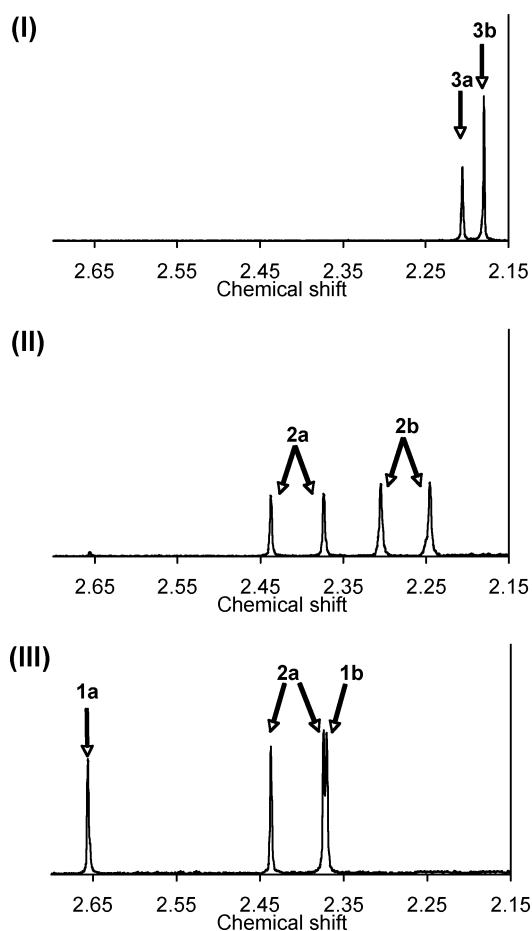 (I)
3b
3a
2.65 2.55 2.45 2.35 2.25 2.15
Chemical shift
(II)
2a 2b
2.65 2.55 2.45 2.35 2.25 2.15
Chemical shift
(III)
1a 2a 1b
2.65 2.55 2.45 2.35 2.25 2.15
Chemical shift